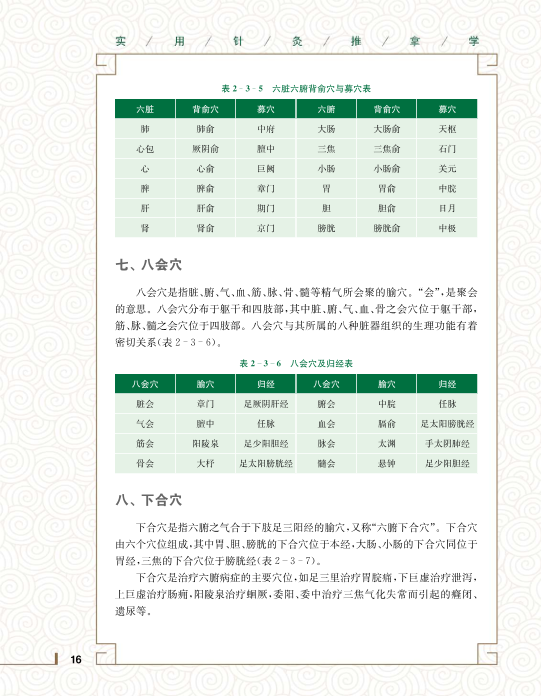 实 / 用 / 针 / 灸 / 推 / 拿 / 学
表 2-3-5 六脏六腑背俞穴与募穴表
六脏 背俞穴 募穴 六腑 背俞穴 募穴
肺 肺俞 中府 大肠 大肠俞 天枢
心包 厥阴俞 膻中 三焦 三焦俞 石门
心 心俞 巨阙 小肠 小肠俞 关元
脾 脾俞 章门 胃 胃俞 中脘
肝 肝俞 期门 胆 胆俞 日月
肾 肾俞 京门 膀胱 膀胱俞 中极
七、八会穴
八会穴是指脏、腑、气、血、筋、脉、骨、髓等精气所会聚的腧穴。“会”,是聚会
的意思。八会穴分布于躯干和四肢部,其中脏、腑、气、血、骨之会穴位于躯干部,
筋、脉、髓之会穴位于四肢部。八会穴与其所属的八种脏器组织的生理功能有着
密切关系(表 2-3-6)。
表 2-3-6 八会穴及归经表
八会穴 腧穴 归经 八会穴 腧穴 归经
脏会 章门 足厥阴肝经 腑会 中脘 任脉
气会 膻中 任脉 血会 膈俞 足太阳膀胱经
筋会 阳陵泉 足少阳胆经 脉会 太渊 手太阴肺经
骨会 大杼 足太阳膀胱经 髓会 悬钟 足少阳胆经
八、下合穴
下合穴是指六腑之气合于下肢足三阳经的腧穴,又称“六腑下合穴”。下合穴
由六个穴位组成,其中胃、胆、膀胱的下合穴位于本经,大肠、小肠的下合穴同位于
胃经,三焦的下合穴位于膀胱经(表 2-3-7)。
下合穴是治疗六腑病症的主要穴位,如足三里治疗胃脘痛,下巨虚治疗泄泻,
上巨虚治疗肠痈,阳陵泉治疗蛔厥,委阳、委中治疗三焦气化失常而引起的癃闭、
遗尿等。
16